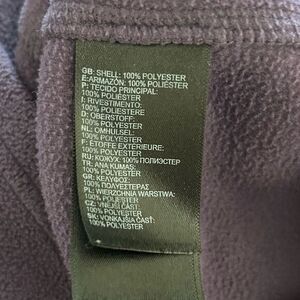 GB: SHELL: 100% POLYESTER
E:ARMAZÓN: 100% POLIÉSTER
P: TECIDO PRINCIPAL:
100% POLIÉSTER
I: RIVESTIMENTO:
100% POLIESTERE
D: OBERSTOFF:
100% POLYESTER
NL: OMHULSEL:
100% POLYESTER
F: ÉTOFFE EXTÉRIEURE:
100% POLYESTER
RU: КОЖУХ: 100% ПОЛИЭСТЕР
TR: ANA KUMAS:
100% POLYESTER
GR: ΚΕΛΥΦΟΣ:
100% ΠΟΛΥΕΣΤΕΡΑΣ
PL: WIERZCHNIA WARSTWA:
100% POLIESTER
CZ: VNĚJŠÍ ČÁST:
100% POLYESTER
SK: VONKAJŠIA ČASŤ:
100% POLYESTER